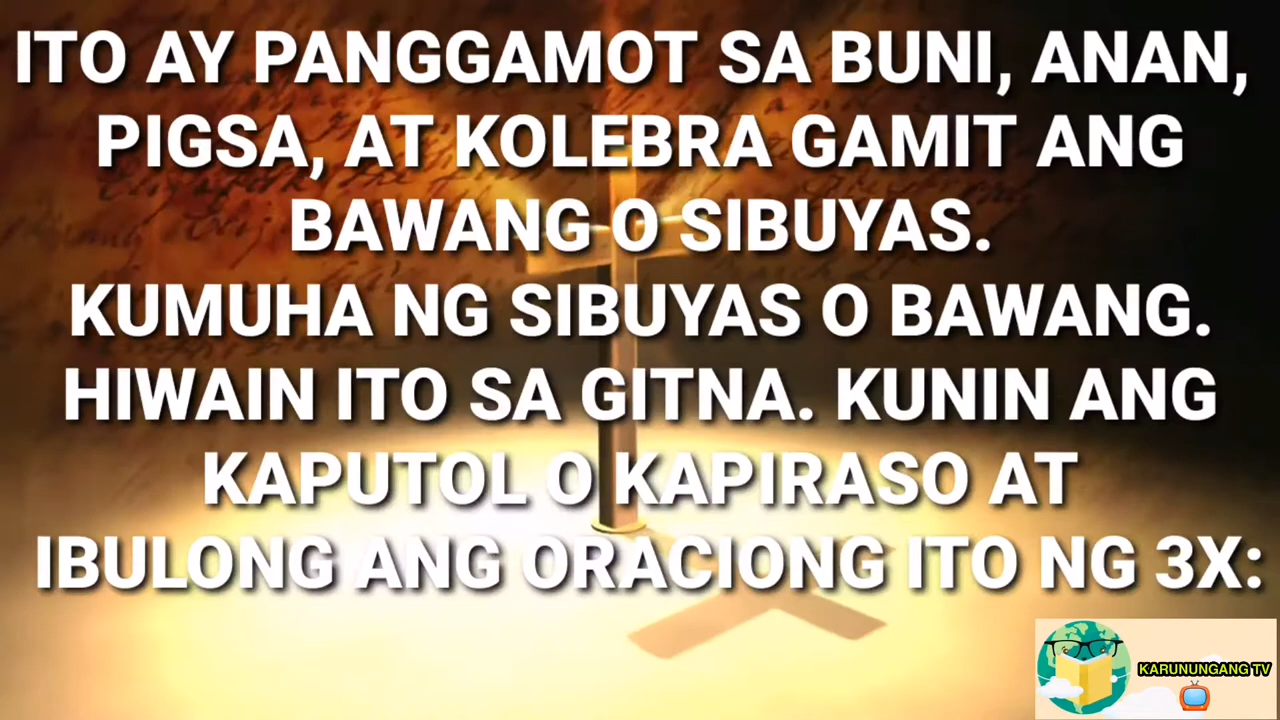 ITO AY PANGGAMOT SA BUNI, ANAN,
PIGSA, AT KOLEBRA GAMIT ANG
BAWANG O SIBUYAS.
KUMUHA NG SIBUYAS O BAWANG.
HIWAIN ITO SA GITNA. KUNIN ANG
KAPUTOL O KAPIRASO AT
IBULONG ANG ORACIONG ITO NG 3X:
KARUNUNGANG TV